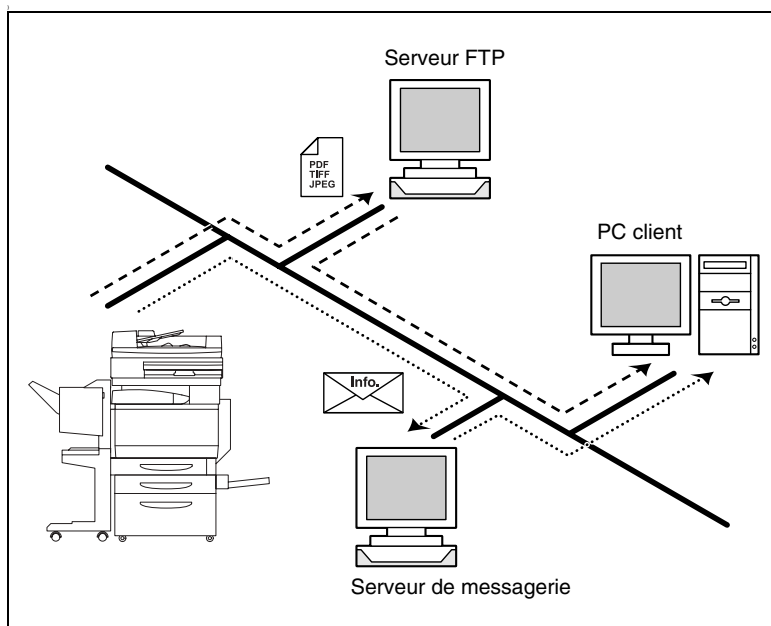 Serveur FTP
PDF
TIFF
JPEG
PC client
Info.
Serveur de messagerie